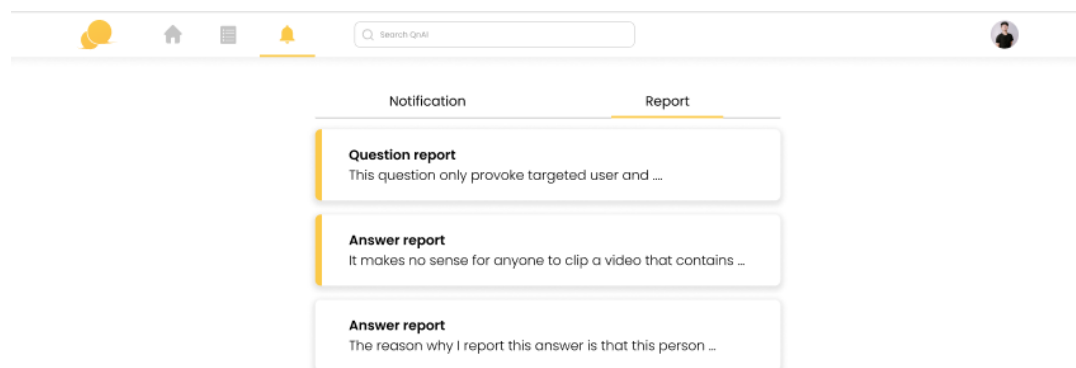 Search QnAI
Notification Report
Question report
This question only provoke targeted user and ....
Answer report
It makes no sense for anyone to clip a video that contains ...
Answer report
The reason why I report this answer is that this person ...